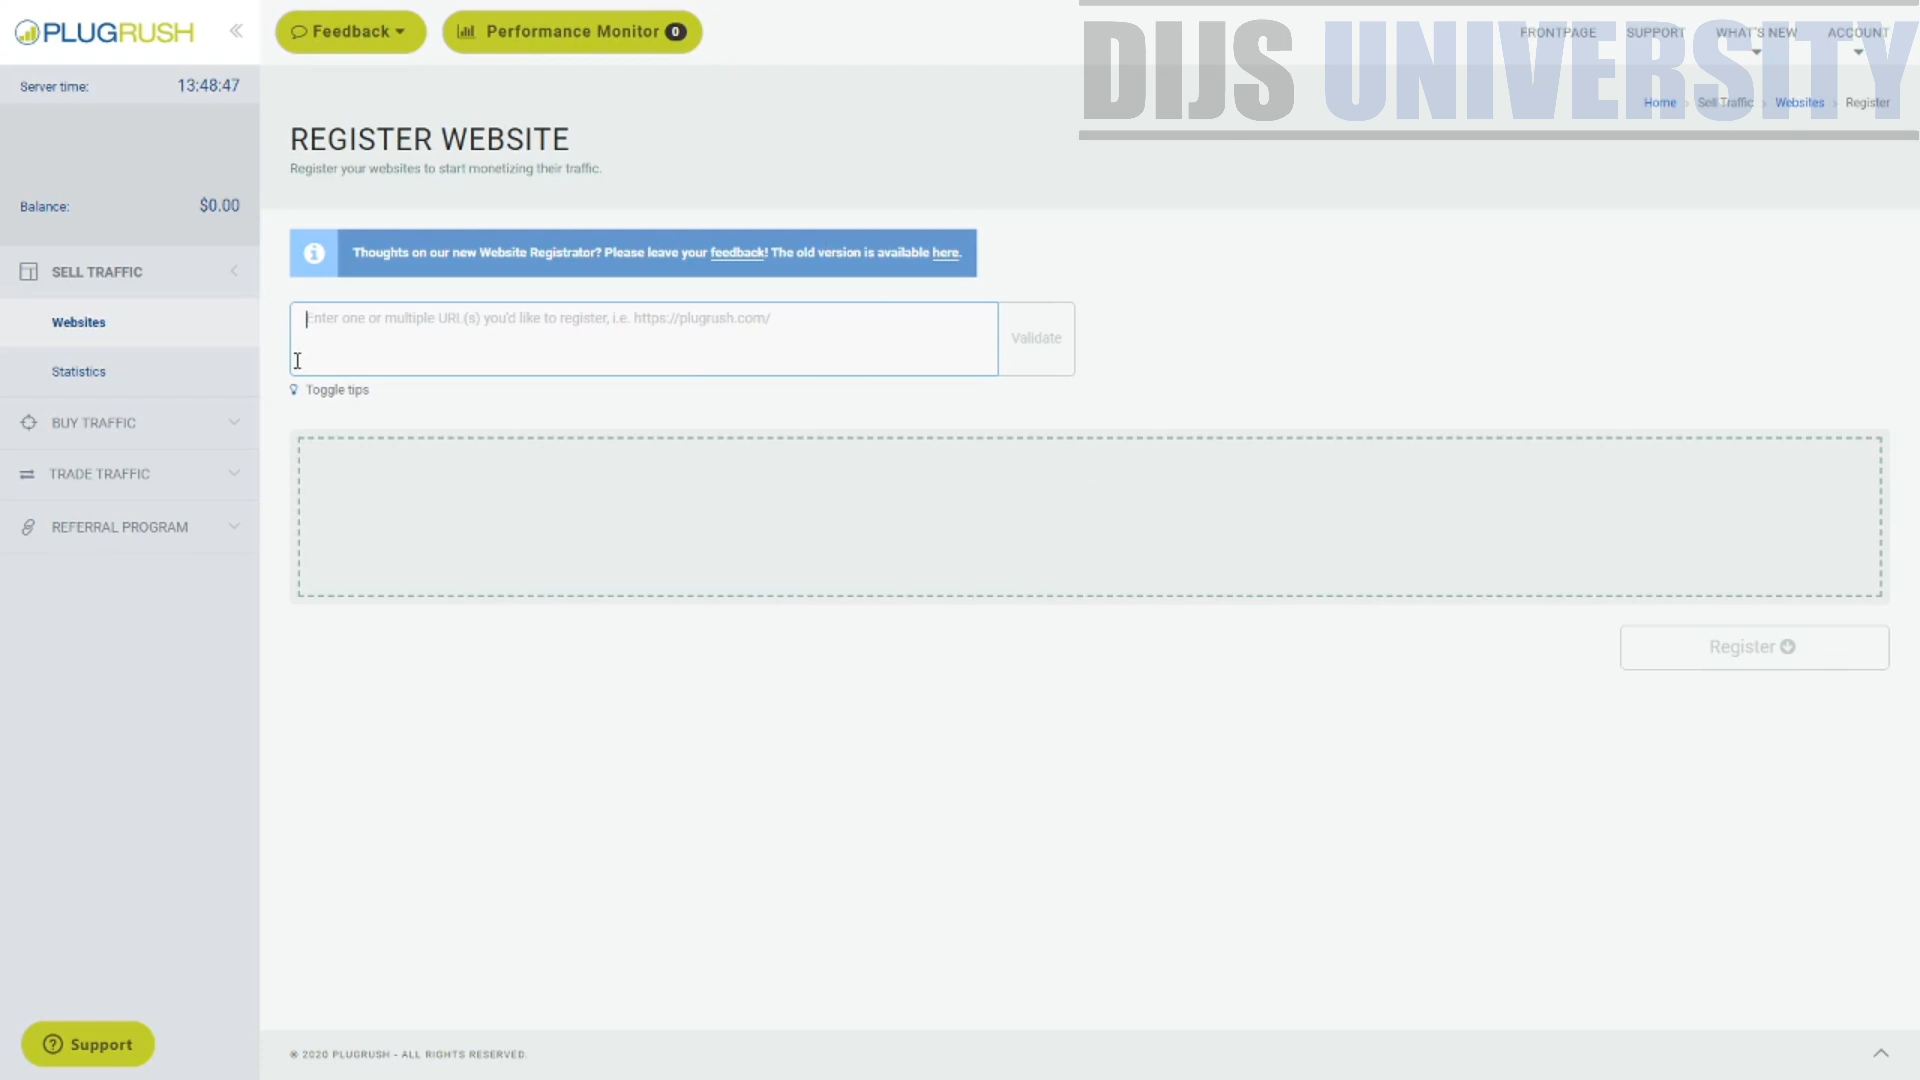 PLUGRUSH
Feedback
Performance Monitor 0
DIJS UNIVERSITY
FRONTPAGE SUPPORT WHAT'S NEW ACCOUNT
Server time: 13:48:47
Home › Sell Traffic › Websites › Register
REGISTER WEBSITE
Register your websites to start monetizing their traffic.
Balance: $0.00
Thoughts on our new Website Registrator? Please leave your feedback! The old version is available here.
SELL TRAFFIC
Websites
Statistics
BUY TRAFFIC
TRADE TRAFFIC
REFERRAL PROGRAM
Enter one or multiple URL(s) you'd like to register, i.e. https://plugrush.com/
Validate
Toggle tips
Register
Support
© 2020 PLUGRUSH - ALL RIGHTS RESERVED.